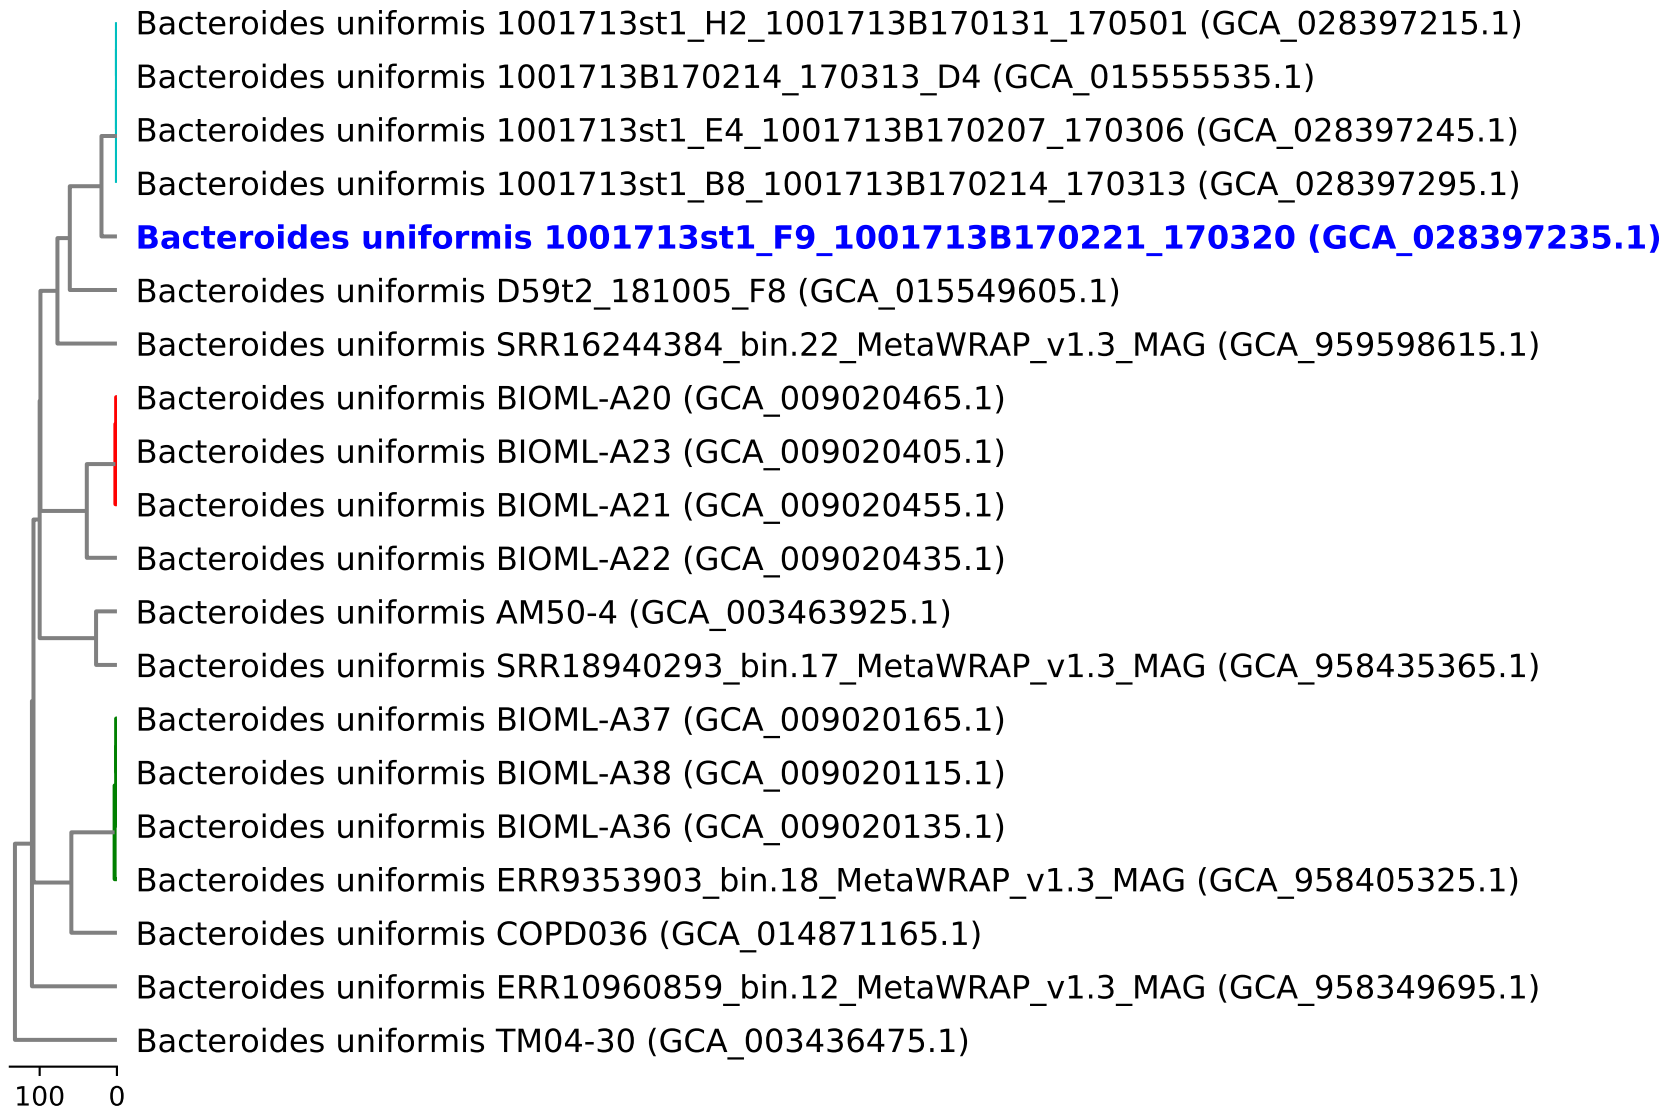 Bacteroides uniformis 1001713st1_H2_1001713B170131_170501 (GCA_028397215.1)
Bacteroides uniformis 1001713B170214_170313_D4 (GCA_015555535.1)
Bacteroides uniformis 1001713st1_E4_1001713B170207_170306 (GCA_028397245.1)
Bacteroides uniformis 1001713st1_B8_1001713B170214_170313 (GCA_028397295.1)
Bacteroides uniformis 1001713st1_F9_1001713B170221_170320 (GCA_028397235.1)
Bacteroides uniformis D59t2_181005_F8 (GCA_015549605.1)
Bacteroides uniformis SRR16244384_bin.22_MetaWRAP_v1.3_MAG (GCA_959598615.1)
Bacteroides uniformis BIOML-A20 (GCA_009020465.1)
Bacteroides uniformis BIOML-A23 (GCA_009020405.1)
Bacteroides uniformis BIOML-A21 (GCA_009020455.1)
Bacteroides uniformis BIOML-A22 (GCA_009020435.1)
Bacteroides uniformis AM50-4 (GCA_003463925.1)
Bacteroides uniformis SRR18940293_bin.17_MetaWRAP_v1.3_MAG (GCA_958435365.1)
Bacteroides uniformis BIOML-A37 (GCA_009020165.1)
Bacteroides uniformis BIOML-A38 (GCA_009020115.1)
Bacteroides uniformis BIOML-A36 (GCA_009020135.1)
Bacteroides uniformis ERR9353903_bin.18_MetaWRAP_v1.3_MAG (GCA_958405325.1)
Bacteroides uniformis COPD036 (GCA_014871165.1)
Bacteroides uniformis ERR10960859_bin.12_MetaWRAP_v1.3_MAG (GCA_958349695.1)
Bacteroides uniformis TM04-30 (GCA_003436475.1)
100 0